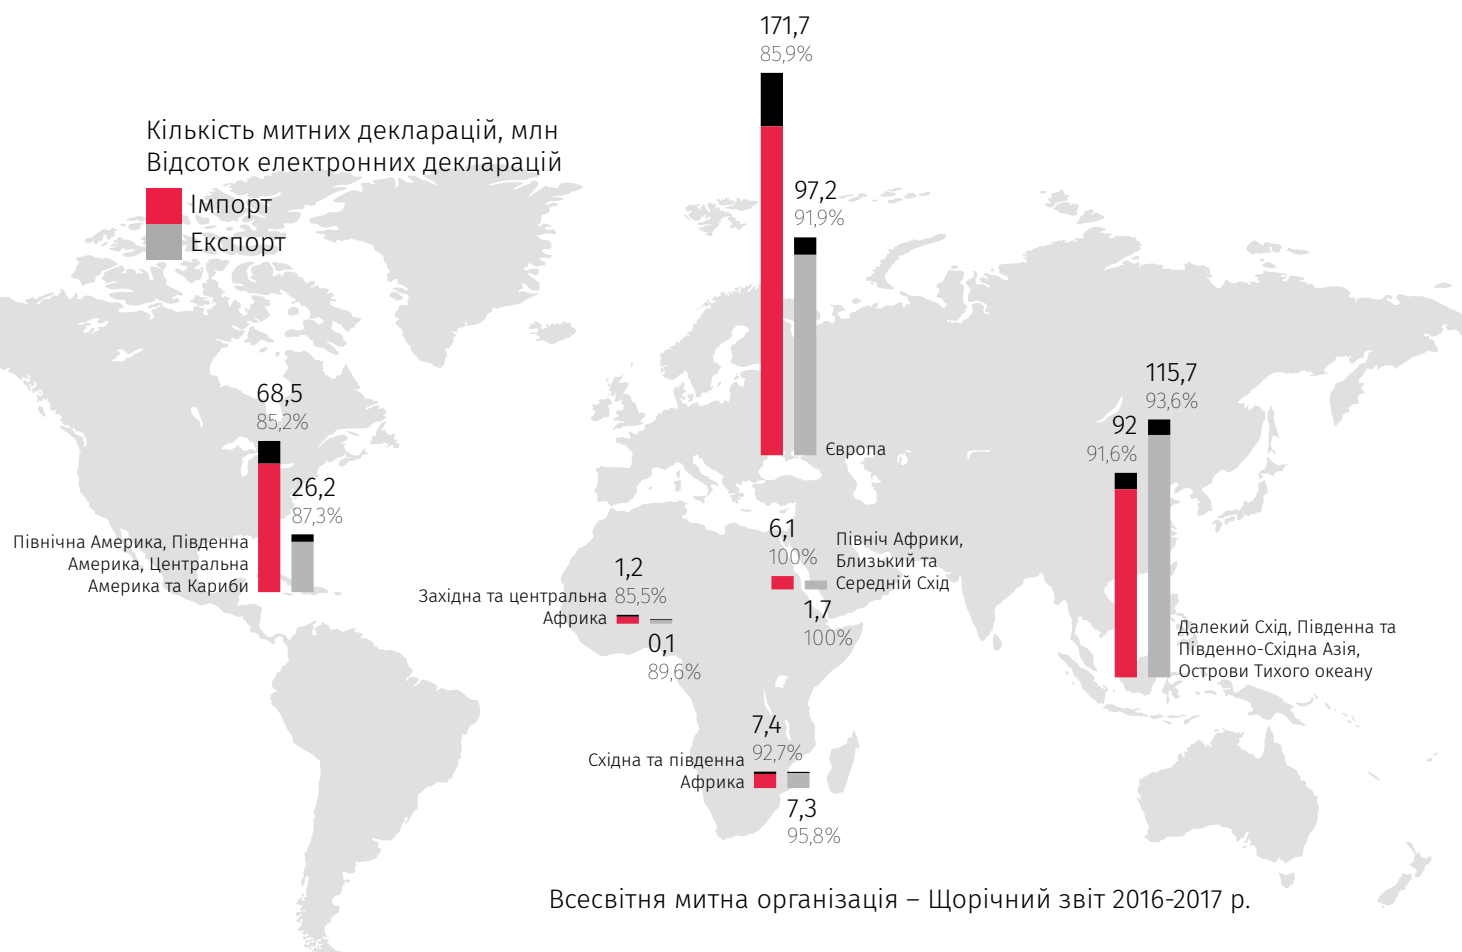 Кількість митних декларацій, млн
Відсоток електронних декларацій
Імпорт
Експорт
171,7
85,9%
97,2
91,9%
Європа
68,5
85,2%
26,2
87,3%
Північна Америка, Південна
Америка, Центральна
Америка та Кариби
115,7
93,6%
92
91,6%
Далекий Схід, Південна та
Південно-Східна Азія,
Острови Тихого океану
6,1
100%
Північ Африки,
Близький та
Середній Схід
1,7
100%
1,2
85,5%
Західна та центральна
Африка
0,1
89,6%
7,4
92,7%
Східна та південна
Африка
7,3
95,8%
Всесвітня митна організація – Щорічний звіт 2016-2017 р.